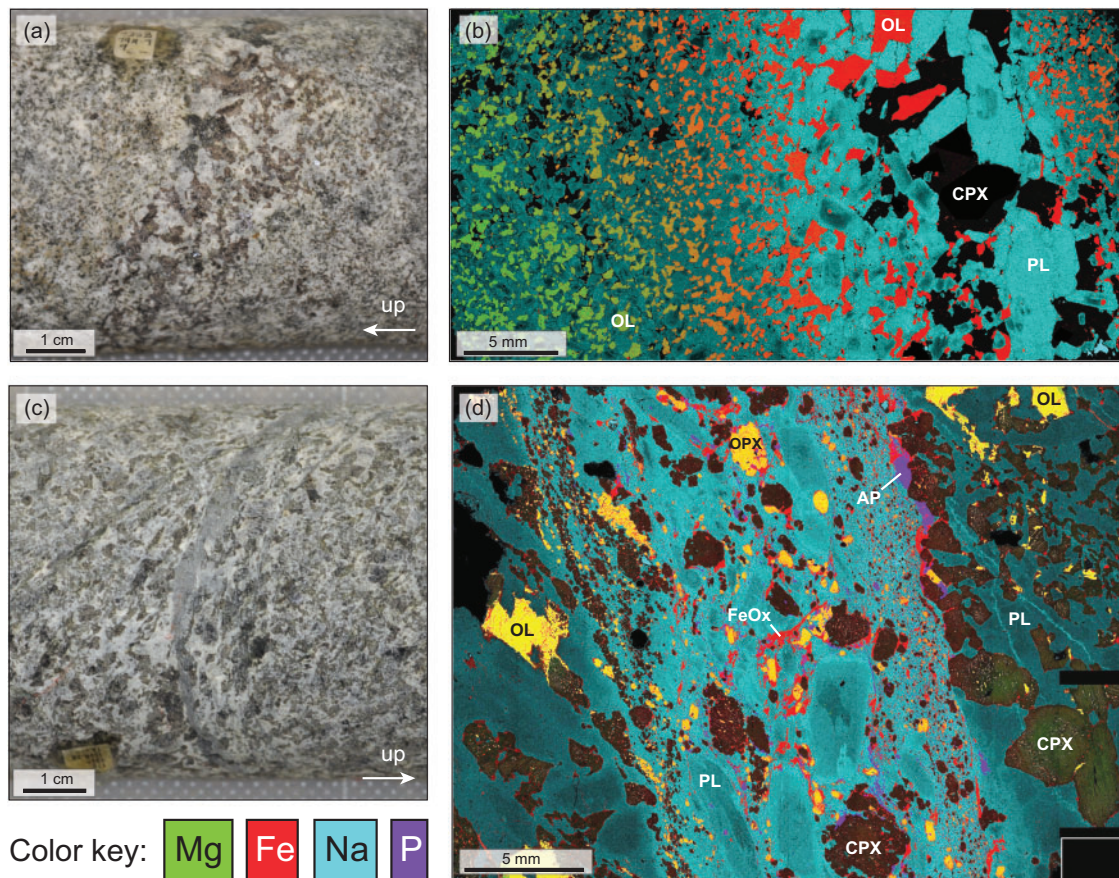 (a)
up
1 cm
(b)
OL
CPX
PL
OL
5 mm
(c)
up
1 cm
(d)
OL
OPX
AP
FeOx
OL
PL
PL
CPX
CPX
5 mm
Color key: Mg Fe Na P